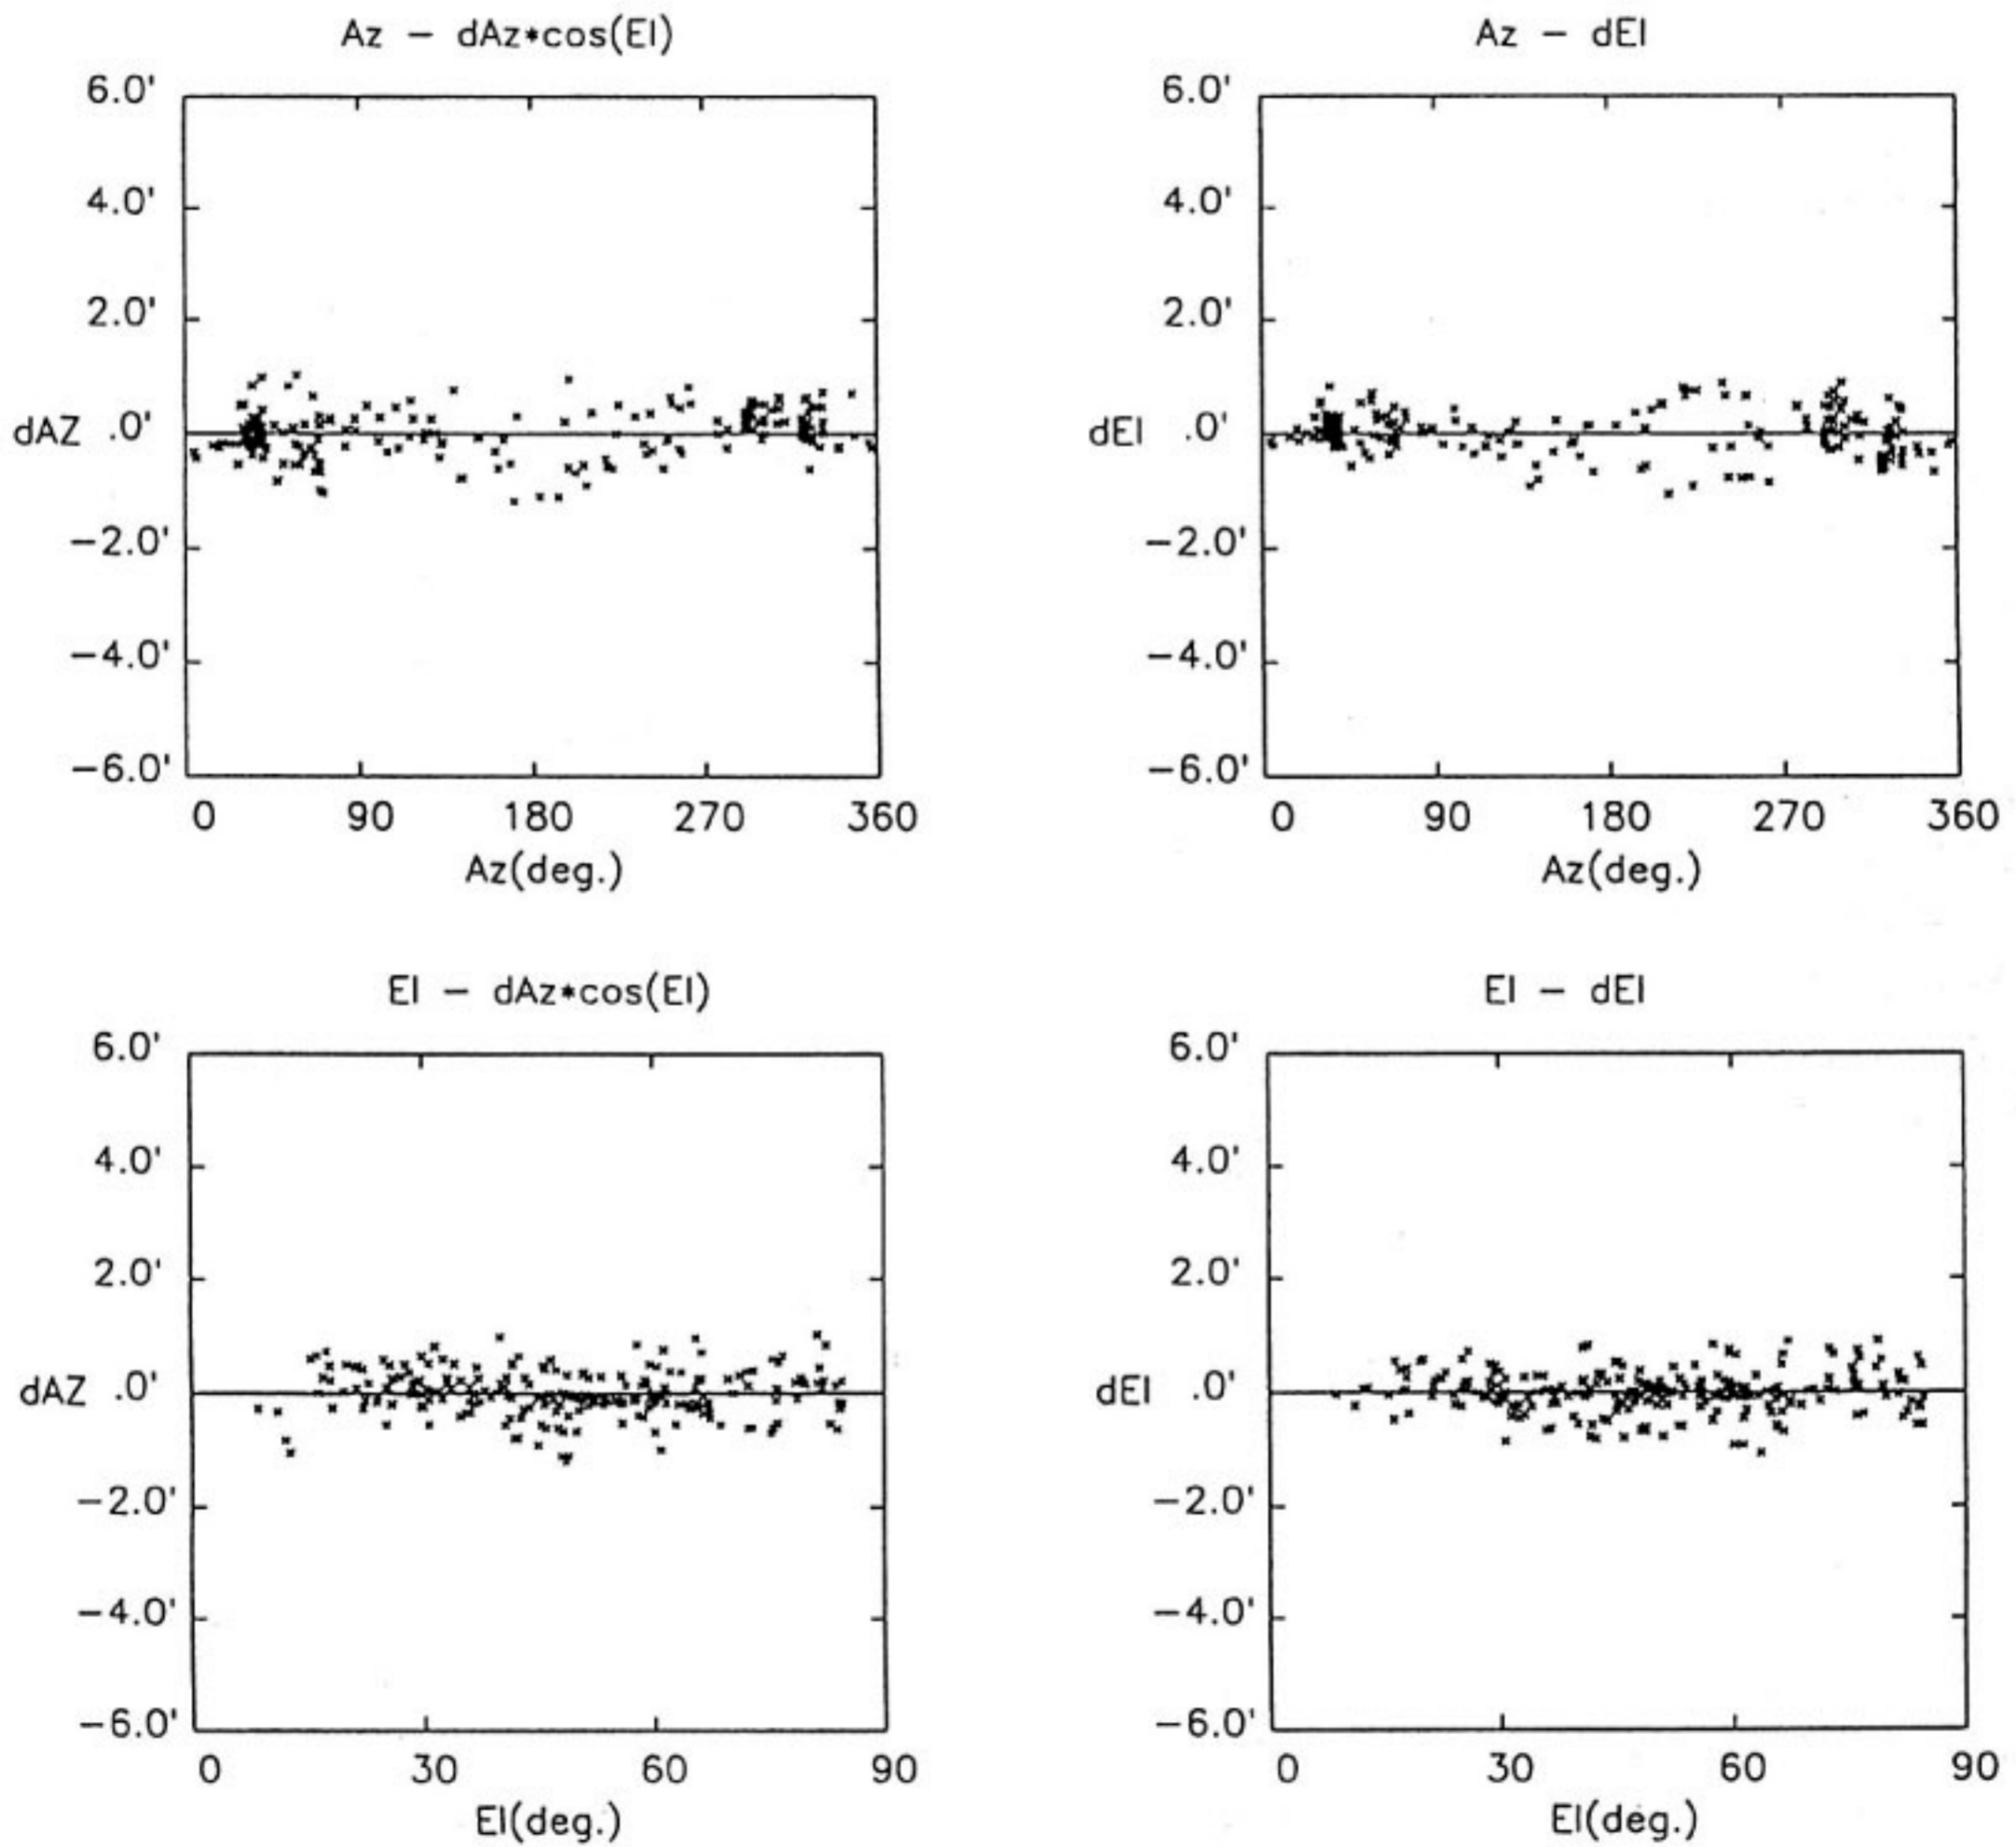 Az − dAz*cos(El)
6.0'
4.0'
2.0'
dAZ .0'
−2.0'
−4.0'
−6.0'
0 90 180 270 360
Az(deg.)
Az − dEl
6.0'
4.0'
2.0'
dEl .0'
−2.0'
−4.0'
−6.0'
0 90 180 270 360
Az(deg.)
El − dAz*cos(El)
6.0'
4.0'
2.0'
dAZ .0'
−2.0'
−4.0'
−6.0'
0 30 60 90
El(deg.)
El − dEl
6.0'
4.0'
2.0'
dEl .0'
−2.0'
−4.0'
−6.0'
0 30 60 90
El(deg.)